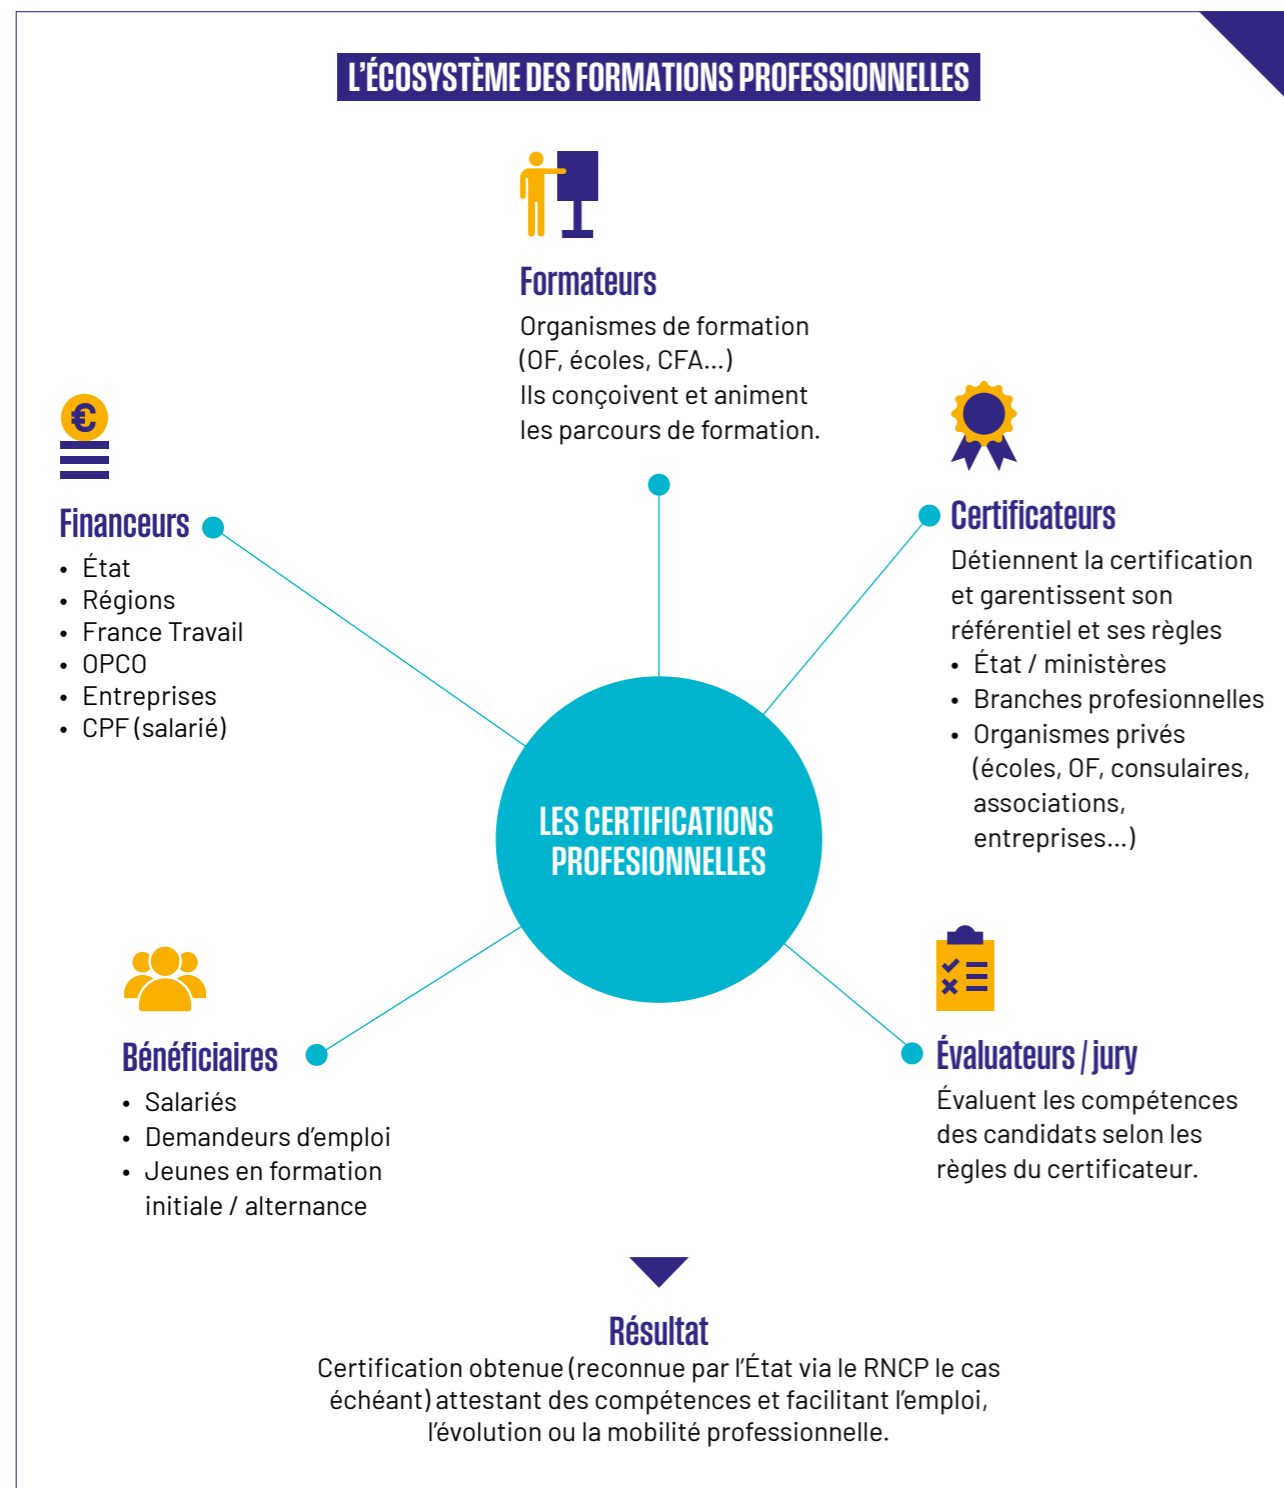 L'ÉCOSYSTÈME DES FORMATIONS PROFESSIONNELLES
Formateurs
Organismes de formation
(OF, écoles, CFA...)
Ils conçoivent et animent
les parcours de formation.
€
Financeurs
• État
• Régions
• France Travail
• OPCO
• Entreprises
• CPF (salarié)
Certificateurs
Détiennent la certification
et garentissent son
référentiel et ses règles
• État / ministères
• Branches profesionnelles
• Organismes privés
(écoles, OF, consulaires,
associations,
entreprises...)
LES CERTIFICATIONS
PROFESIONNELLES
Bénéficiaires
• Salariés
• Demandeurs d'emploi
• Jeunes en formation
initiale / alternance
Évaluateurs / jury
Évaluent les compétences
des candidats selon les
règles du certificateur.
Résultat
Certification obtenue (reconnue par l'État via le RNCP le cas
échéant) attestant des compétences et facilitant l'emploi,
l'évolution ou la mobilité professionnelle.